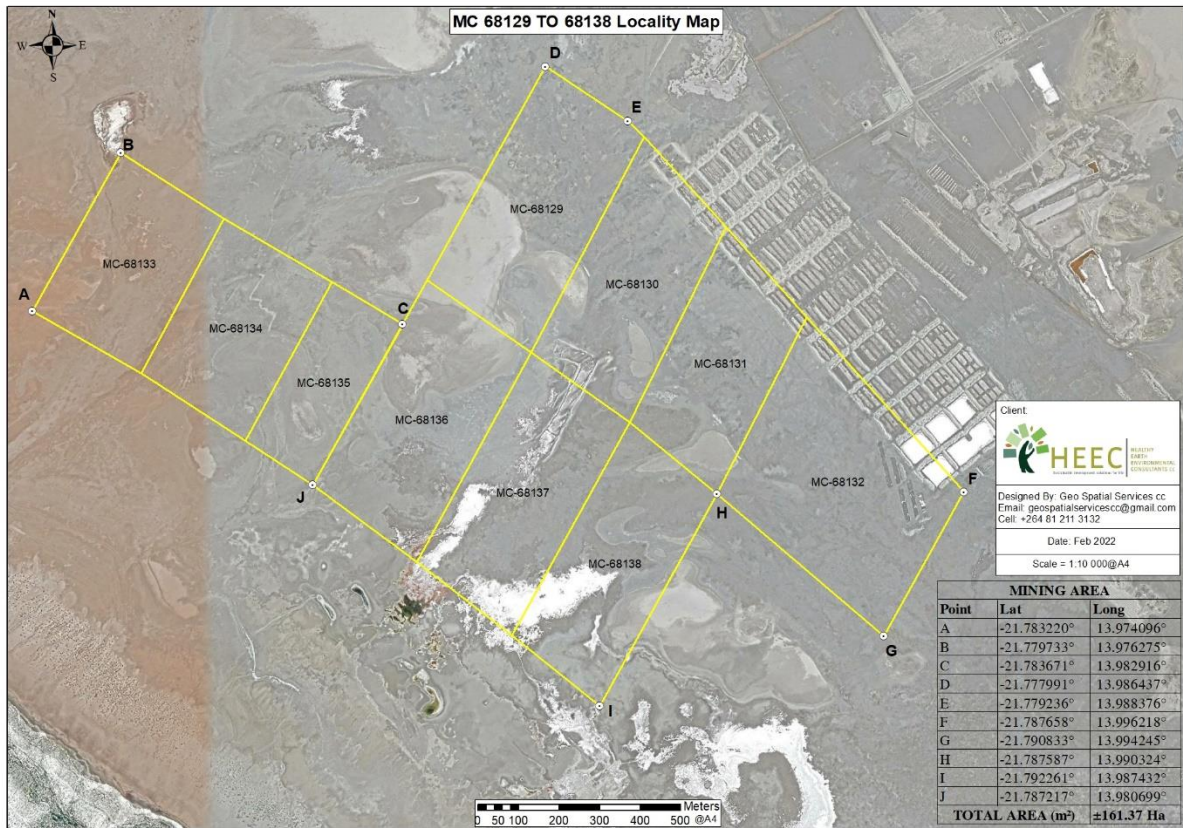 MC 68129 TO 68138 Locality Map
N
W E
S
D
E
B
MC-68129
MC-68133
MC-68130
A
C
MC-68134
MC-68131
MC-68135
MC-68136
MC-68132
J
MC-68137
H
F
MC-68138
G
I
Client:
HEEC
HEALTHY
EARTH
ENVIRONMENTAL
CONSULTANTS cc
Designed By: Geo Spatial Services cc
Email: geospatialservicescc@gmail.com
Cell: +264 81 211 3132
Date: Feb 2022
Scale = 1:10 000@A4
MINING AREA
Point Lat Long
A -21.783220° 13.974096°
B -21.779733° 13.976275°
C -21.783671° 13.982916°
D -21.777991° 13.986437°
E -21.779236° 13.988376°
F -21.787658° 13.996218°
G -21.790833° 13.994245°
H -21.787587° 13.990324°
I -21.792261° 13.987432°
J -21.787217° 13.980699°
TOTAL AREA (m²) ±161.37 Ha
Meters
0 50 100 200 300 400 500 @A4